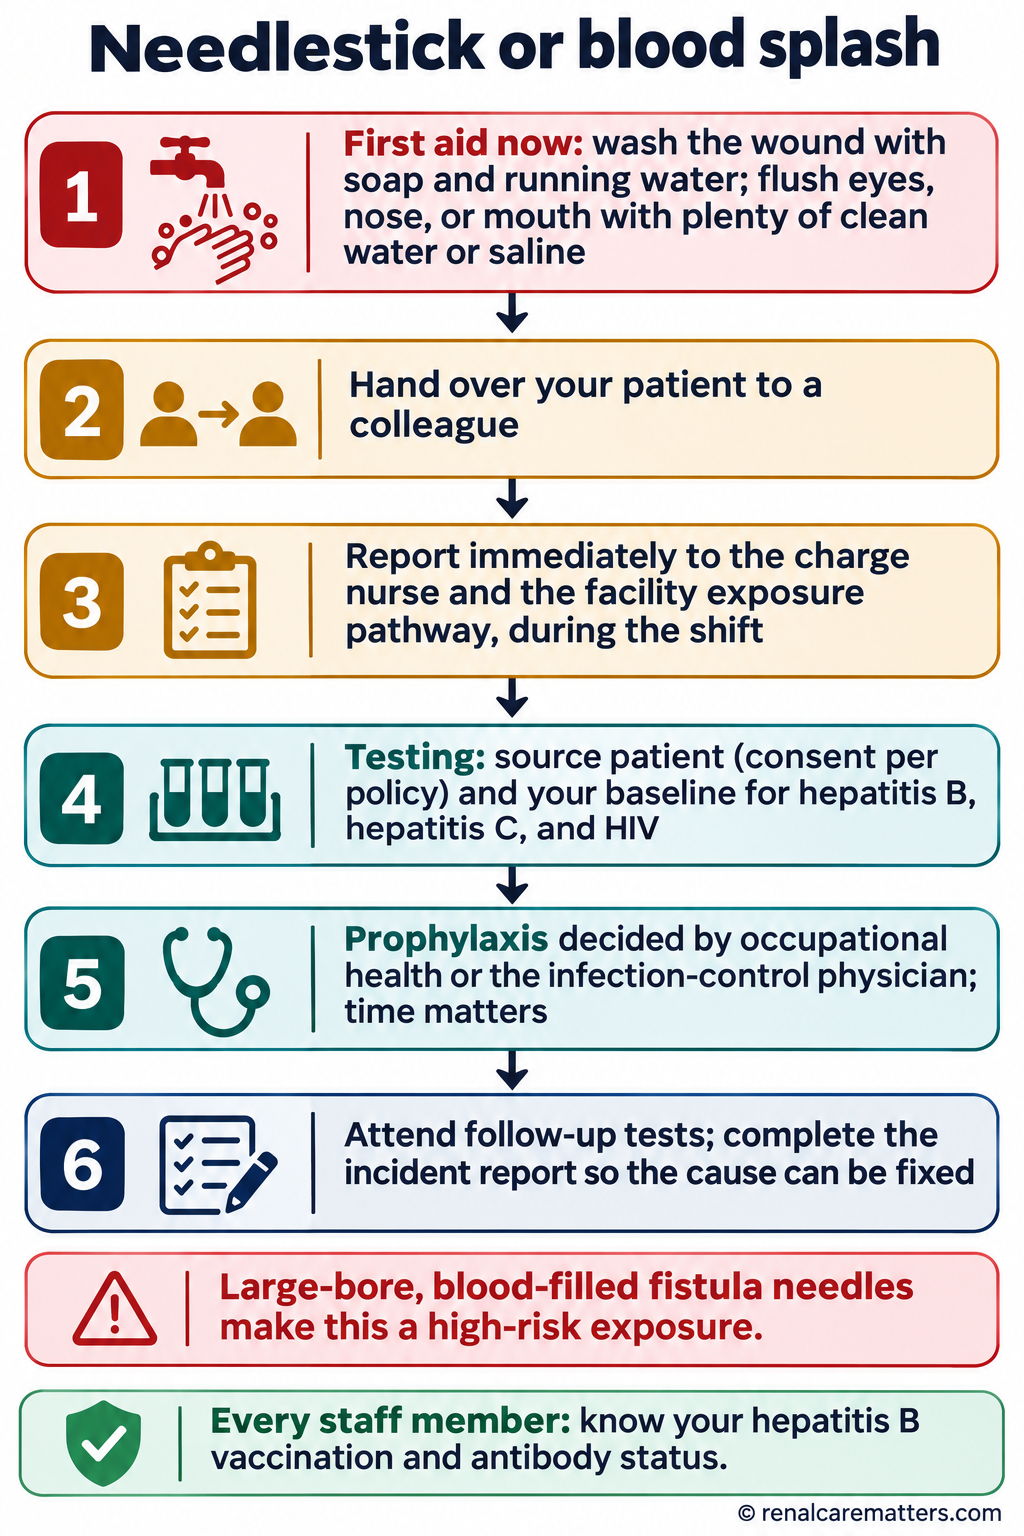 Needlestick or blood splash
1
First aid now: wash the wound with
soap and running water; flush eyes,
nose, or mouth with plenty of clean
water or saline
2
Hand over your patient to a
colleague
3
Report immediately to the charge
nurse and the facility exposure
pathway, during the shift
4
Testing: source patient (consent per
policy) and your baseline for hepatitis B,
hepatitis C, and HIV
5
Prophylaxis decided by occupational
health or the infection-control physician;
time matters
6
Attend follow-up tests; complete the
incident report so the cause can be fixed
Large-bore, blood-filled fistula needles
make this a high-risk exposure.
Every staff member: know your hepatitis B
vaccination and antibody status.
© renalcarematters.com